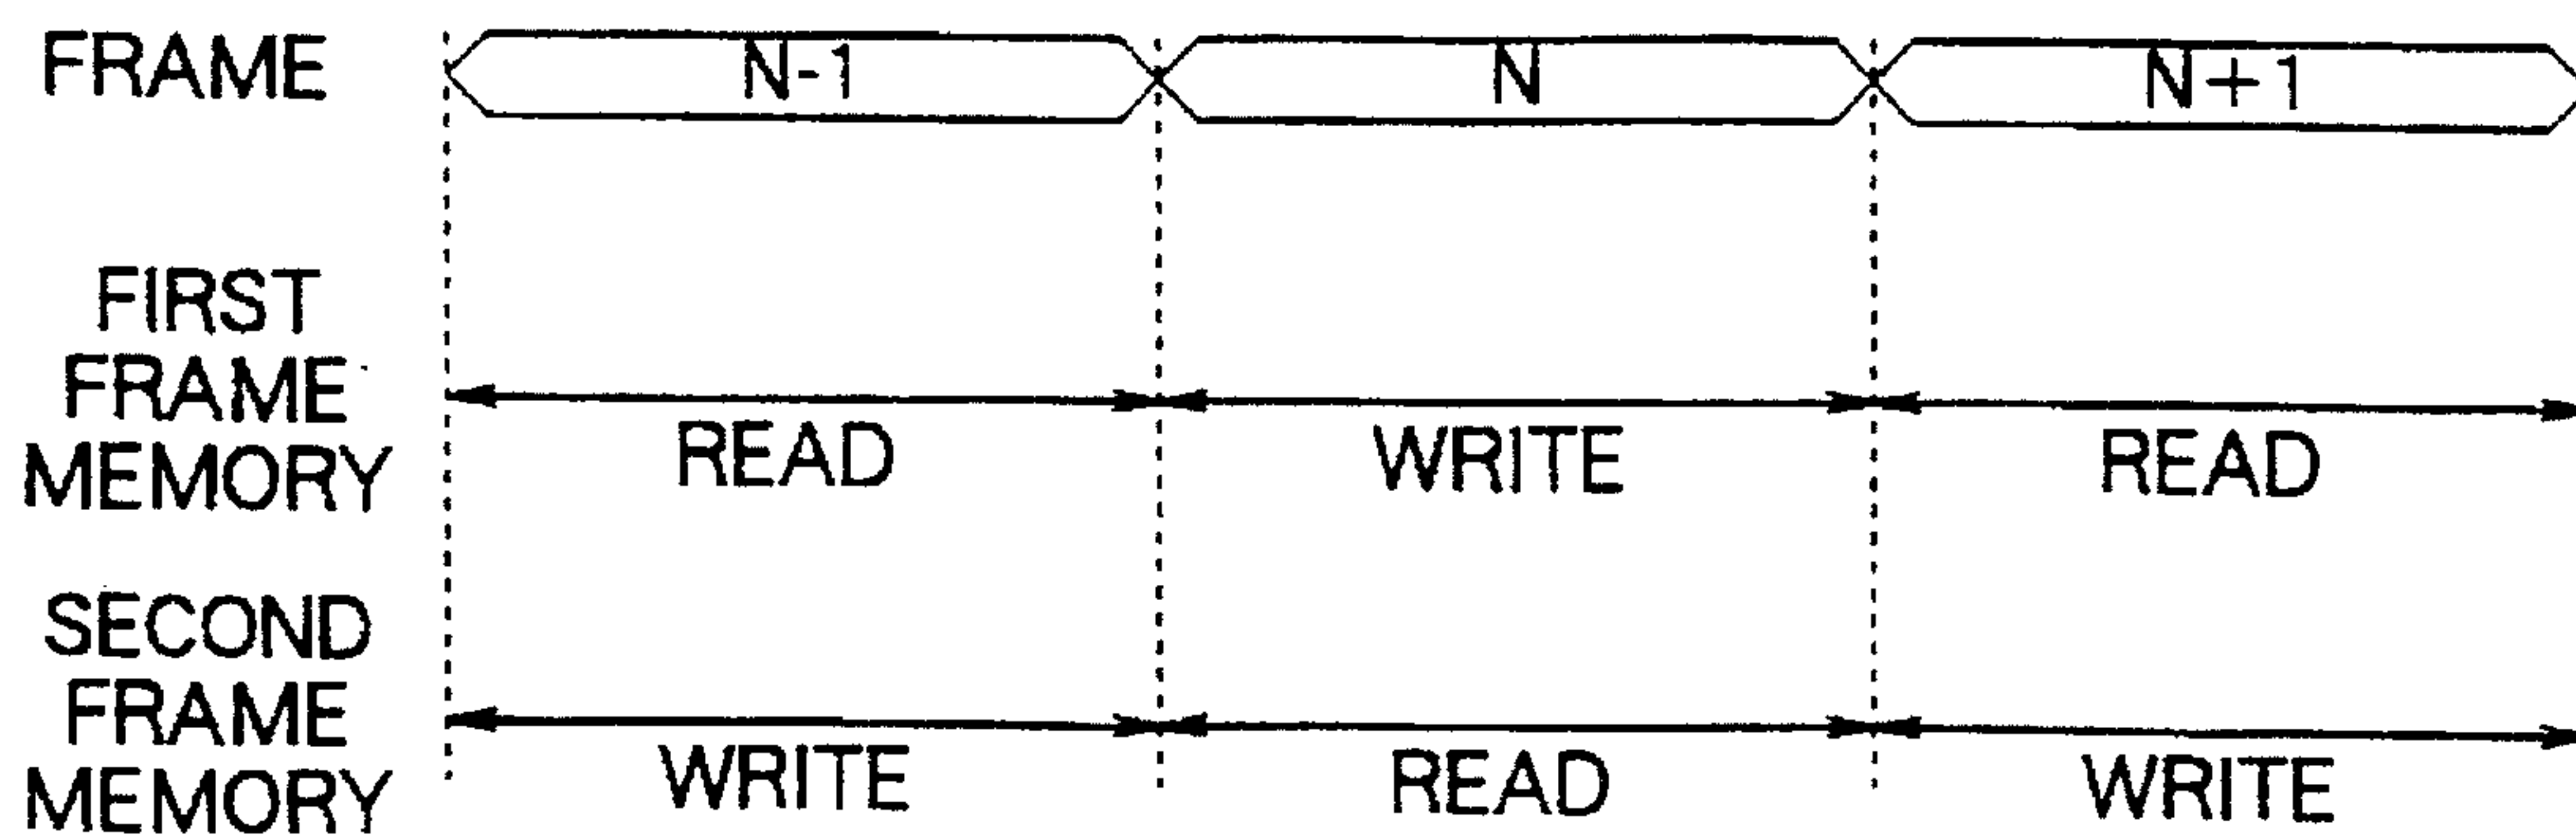 FRAME N-1 N N+1
FIRST
FRAME
MEMORY
READ WRITE READ
SECOND
FRAME
MEMORY
WRITE READ WRITE